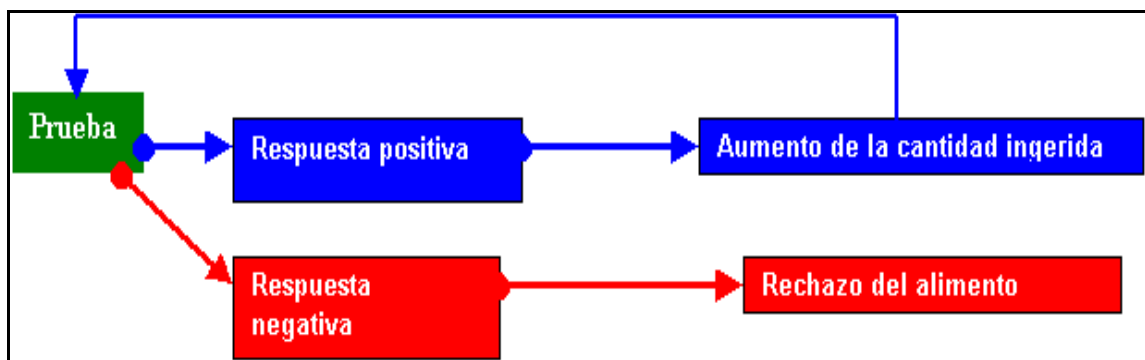 Prueba
Respuesta positiva
Aumento de la cantidad ingerida
Respuesta
negativa
Rechazo del alimento